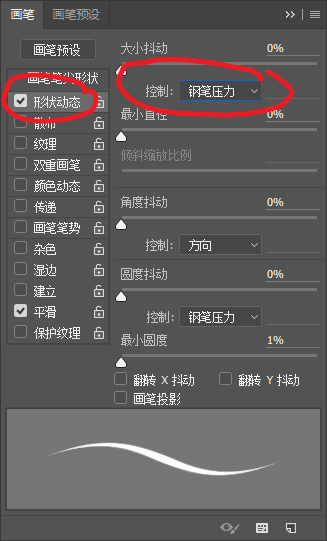 画笔 画笔预设
画笔预设
画笔笔尖形状
形状动态
散布
纹理
双重画笔
颜色动态
传递
画笔笔势
杂色
湿边
建立
平滑
保护纹理
大小抖动 0%
控制: 钢笔压力
最小直径 0%
倾斜缩放比例
角度抖动 0%
控制: 方向
圆度抖动 0%
控制: 钢笔压力
最小圆度 1%
翻转 X 抖动 翻转 Y 抖动
画笔投影